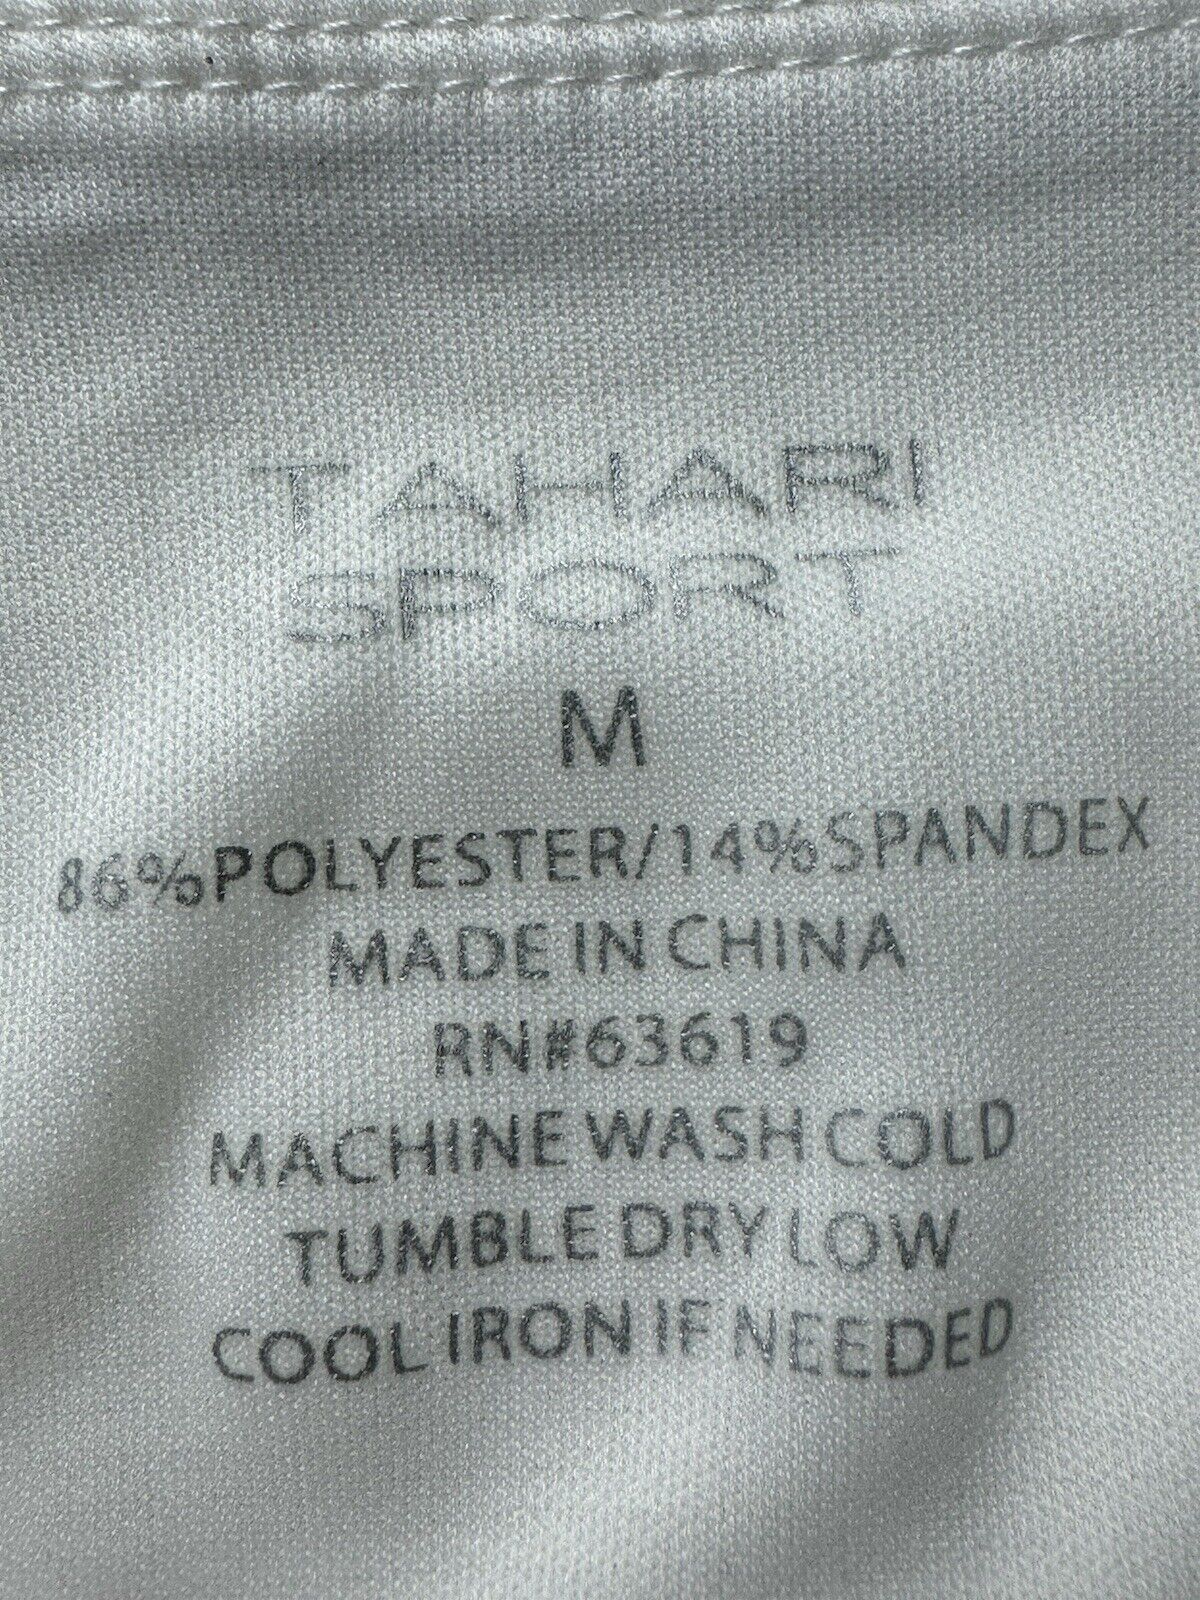 TAHARI
SPORT
M
86%POLYESTER/14%SPANDEX
MADE IN CHINA
RN#63619
MACHINE WASH COLD
TUMBLE DRY LOW
COOL IRON IF NEEDED